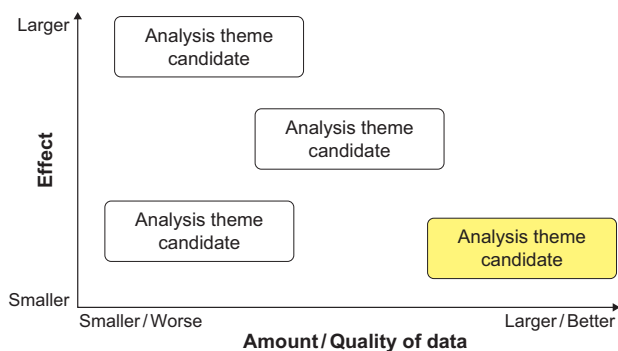 Larger
Analysis theme
candidate
Analysis theme
candidate
Effect
Analysis theme
candidate
Analysis theme
candidate
Smaller
Smaller/Worse
Larger/Better
Amount/Quality of data